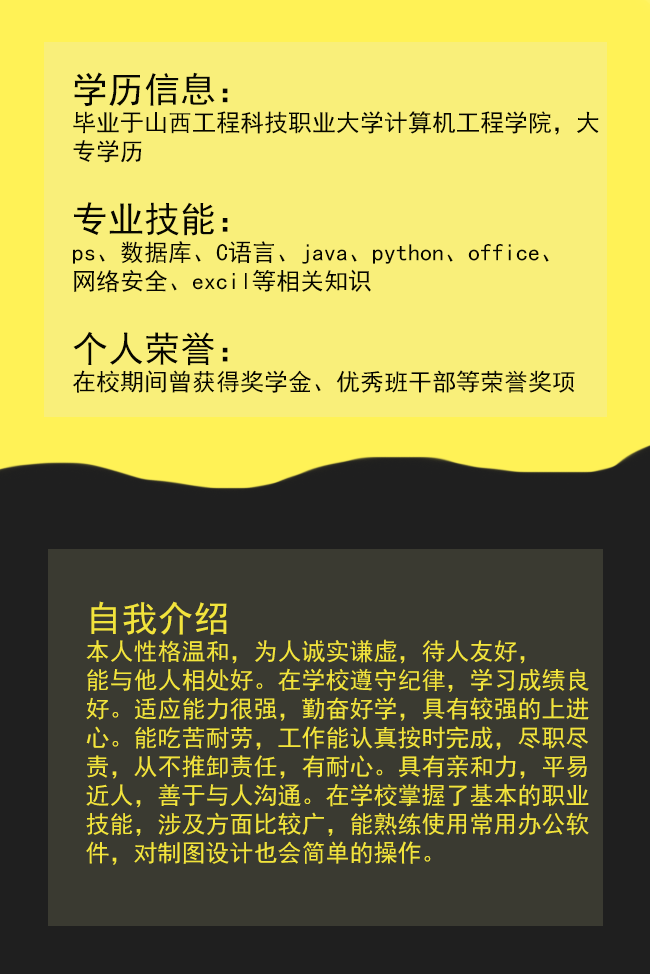 学历信息：
毕业于山西工程科技职业大学计算机工程学院，大
专学历
专业技能：
ps、数据库、C语言、java、python、office、
网络安全、excil等相关知识
个人荣誉：
在校期间曾获得奖学金、优秀班干部等荣誉奖项
自我介绍
本人性格温和，为人诚实谦虚，待人友好，
能与他人相处好。在学校遵守纪律，学习成绩良
好。适应能力很强，勤奋好学，具有较强的上进
心。能吃苦耐劳，工作能认真按时完成，尽职尽
责，从不推卸责任，有耐心。具有亲和力，平易
近人，善于与人沟通。在学校掌握了基本的职业
技能，涉及方面比较广，能熟练使用常用办公软
件，对制图设计也会简单的操作。